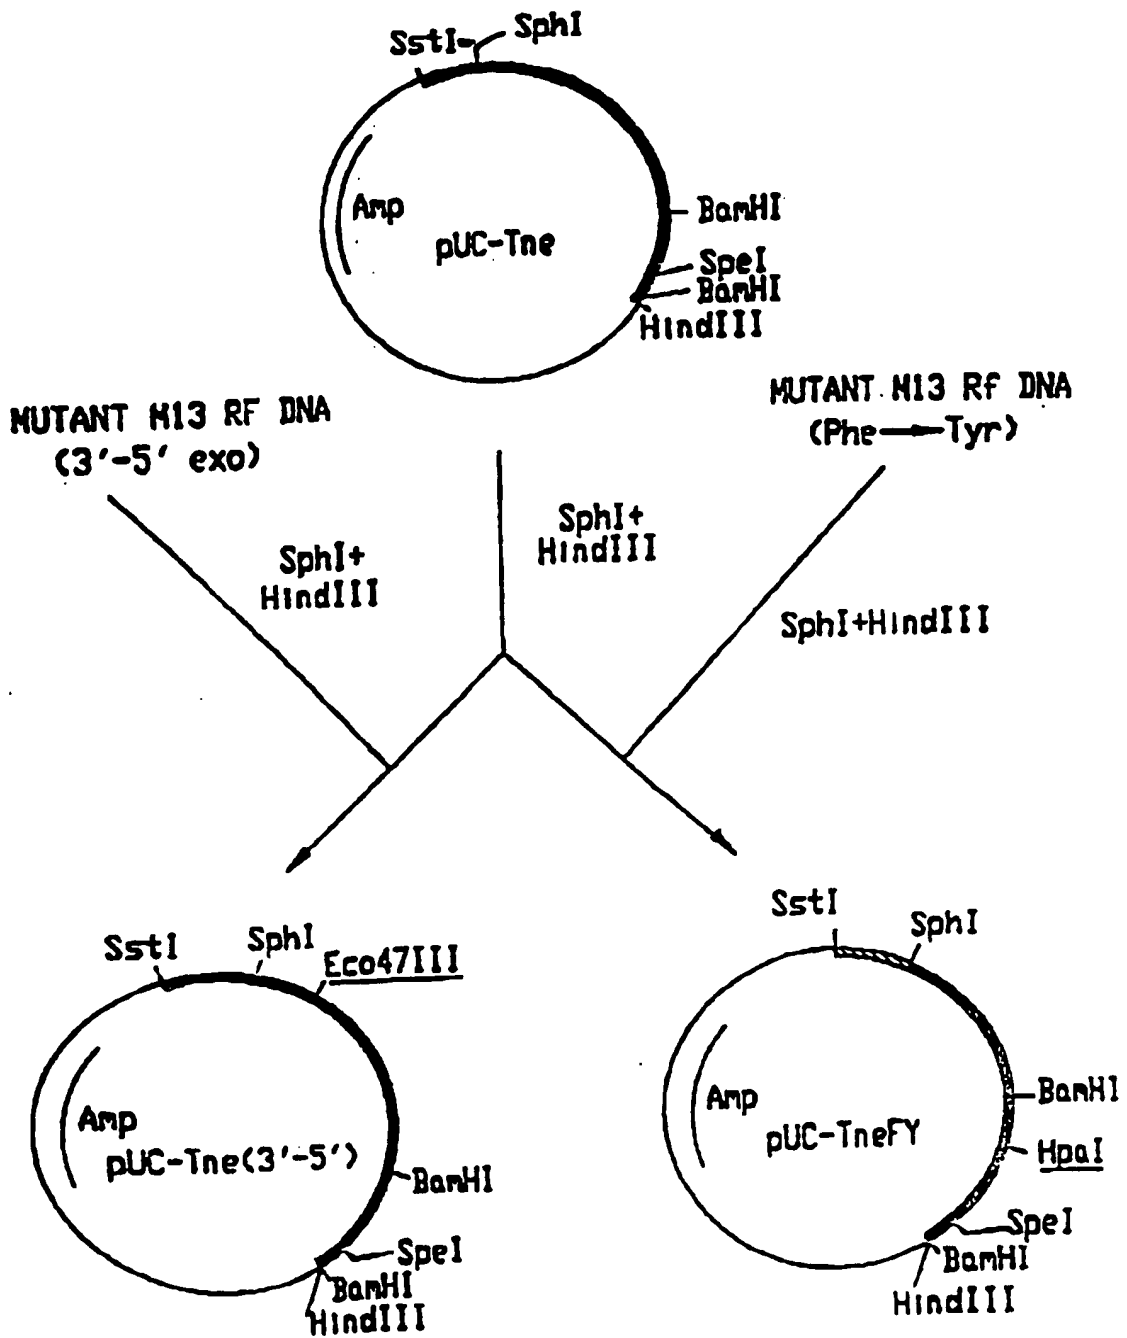 SstI SphI
Amp
pUC-Tne
BamHI
SpeI
BamHI
HindIII
MUTANT M13 RF DNA
(3'-5' exo)
MUTANT M13 Rf DNA
(Phe→Tyr)
SphI+
HindIII
SphI+
HindIII
SphI+HindIII
SstI
SphI
Eco47III
Amp
pUC-Tne(3'-5')
BamHI
SpeI
BamHI
HindIII
SstI
SphI
Amp
pUC-TneFY
BamHI
HpaI
SpeI
BamHI
HindIII